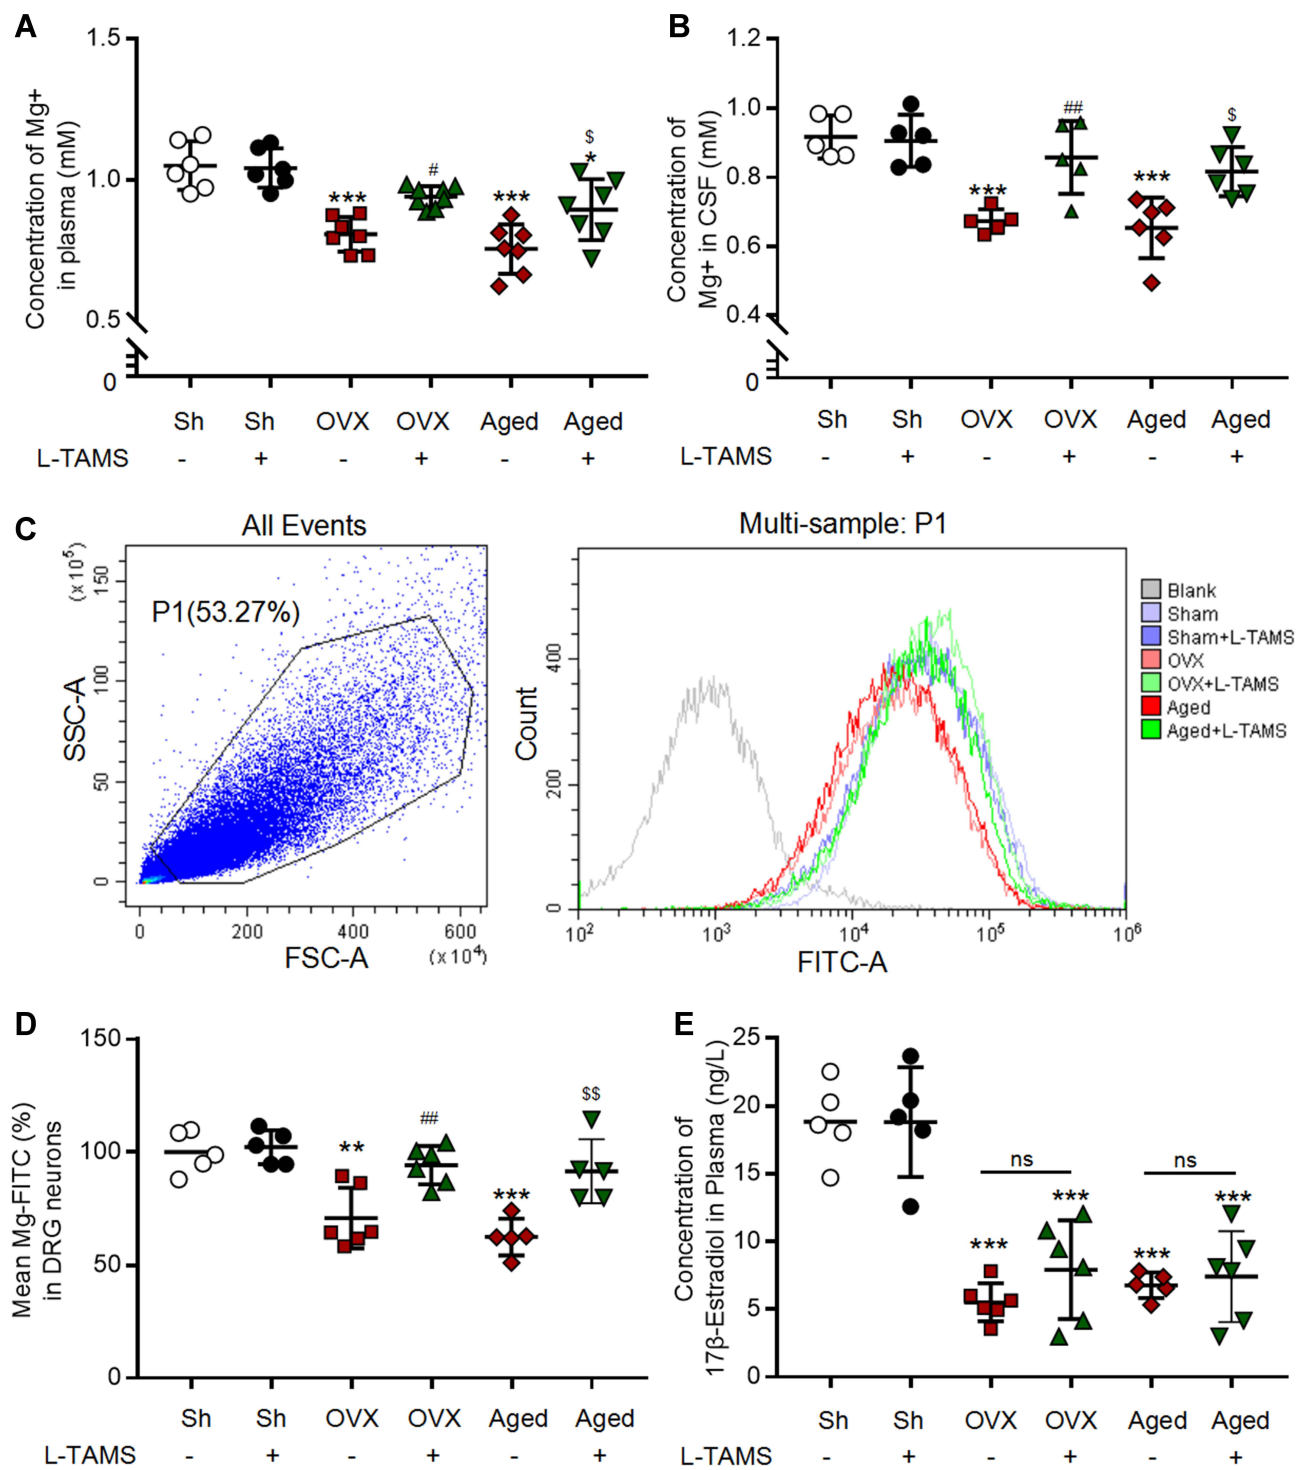 A
Concentration of Mg+
in plasma (mM)
1.5
1.0
0.5
0
***
#
***
$
*
Sh Sh OVX OVX Aged Aged
L-TAMS - + - + - +
B
Concentration of
Mg+ in CSF (mM)
1.2
1.0
0.8
0.6
0.4
0
***
##
***
$
Sh Sh OVX OVX Aged Aged
L-TAMS - + - + - +
C
All Events
P1(53.27%)
SSC-A
(x10⁵)
150
100
50
0
0 200 400 600
FSC-A (x10⁴)
Multi-sample: P1
Count
400
200
0
10² 10³ 10⁴ 10⁵ 10⁶
FITC-A
Blank
Sham
Sham+L-TAMS
OVX
OVX+L-TAMS
Aged
Aged+L-TAMS
D
Mean Mg-FITC (%)
in DRG neurons
150
100
50
0
**
##
***
$$
Sh Sh OVX OVX Aged Aged
L-TAMS - + - + - +
E
Concentration of
17β-Estradiol in Plasma (ng/L)
25
20
15
10
5
0
ns
ns
***
***
***
***
Sh Sh OVX OVX Aged Aged
L-TAMS - + - + - +